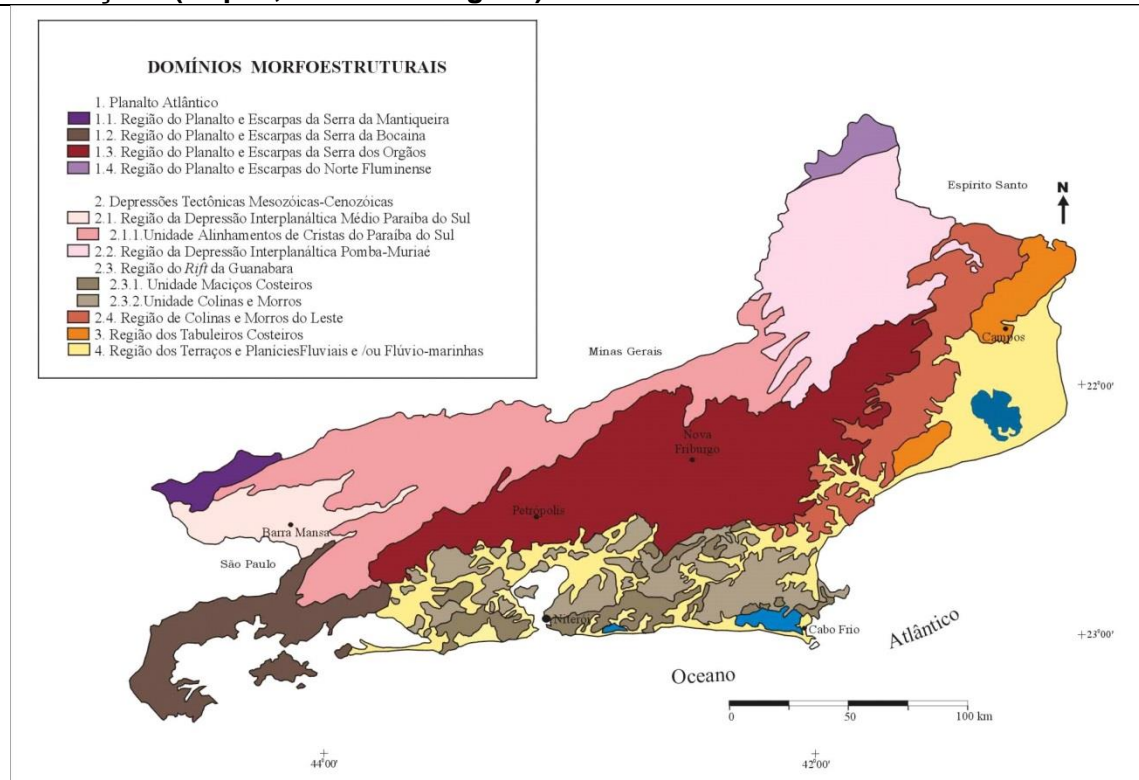 DOMÍNIOS MORFOESTRUTURAIS
1. Planalto Atlântico
1.1. Região do Planalto e Escarpas da Serra da Mantiqueira
1.2. Região do Planalto e Escarpas da Serra da Bocaina
1.3. Região do Planalto e Escarpas da Serra dos Orgãos
1.4. Região do Planalto e Escarpas do Norte Fluminense
2. Depressões Tectônicas Mesozóicas-Cenozóicas
2.1. Região da Depressão Interplanáltica Médio Paraíba do Sul
2.1.1.Unidade Alinhamentos de Cristas do Paraíba do Sul
2.2. Região da Depressão Interplanáltica Pomba-Muriaé
2.3. Região do Rift da Guanabara
2.3.1. Unidade Maciços Costeiros
2.3.2.Unidade Colinas e Morros
2.4. Região de Colinas e Morros do Leste
3. Região dos Tabuleiros Costeiros
4. Região dos Terraços e PlaníciesFluviais e /ou Flúvio-marinhas
Espírito Santo
N
Campos
Minas Gerais
22°00'
Nova
Friburgo
Petrópolis
Barra Mansa
São Paulo
Niterói
Cabo Frio
Atlântico
23°00'
Oceano
0 50 100 km
44°00'
42°00'